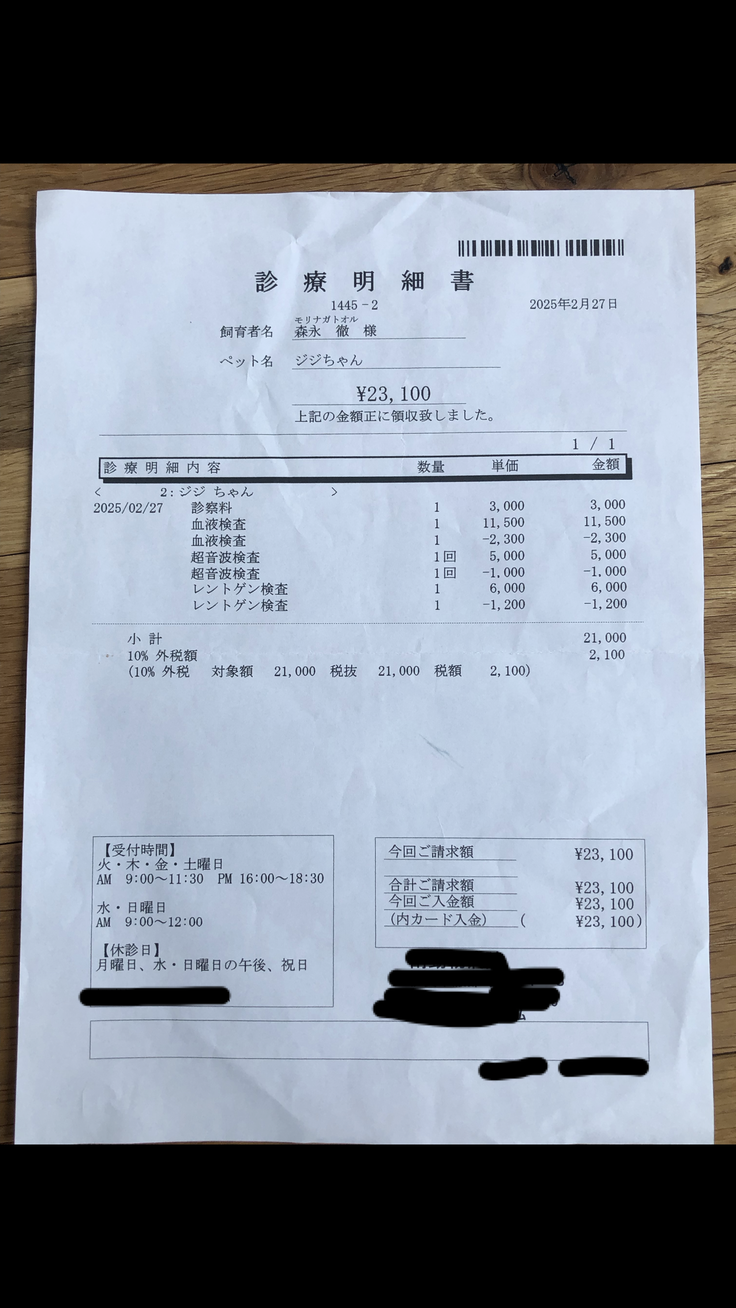 診療明細書
1445-2
2025年2月27日
モリナガトオル
飼育者名 森永 徹 様
ペット名 ジジちゃん
¥23,100
上記の金額正に領収致しました。
1 / 1
診療明細内容 数量 単価 金額
< 2:ジジ ちゃん >
2025/02/27 診察料 1 3,000 3,000
血液検査 1 11,500 11,500
血液検査 1 -2,300 -2,300
超音波検査 1回 5,000 5,000
超音波検査 1回 -1,000 -1,000
レントゲン検査 1 6,000 6,000
レントゲン検査 1 -1,200 -1,200
小 計 21,000
10% 外税額 2,100
(10% 外税 対象額 21,000 税抜 21,000 税額 2,100)
【受付時間】
火・木・金・土曜日
AM 9:00〜11:30 PM 16:00〜18:30
水・日曜日
AM 9:00〜12:00
【休診日】
月曜日、水・日曜日の午後、祝日
今回ご請求額 ¥23,100
合計ご請求額 ¥23,100
今回ご入金額 ¥23,100
(内カード入金) ( ¥23,100)